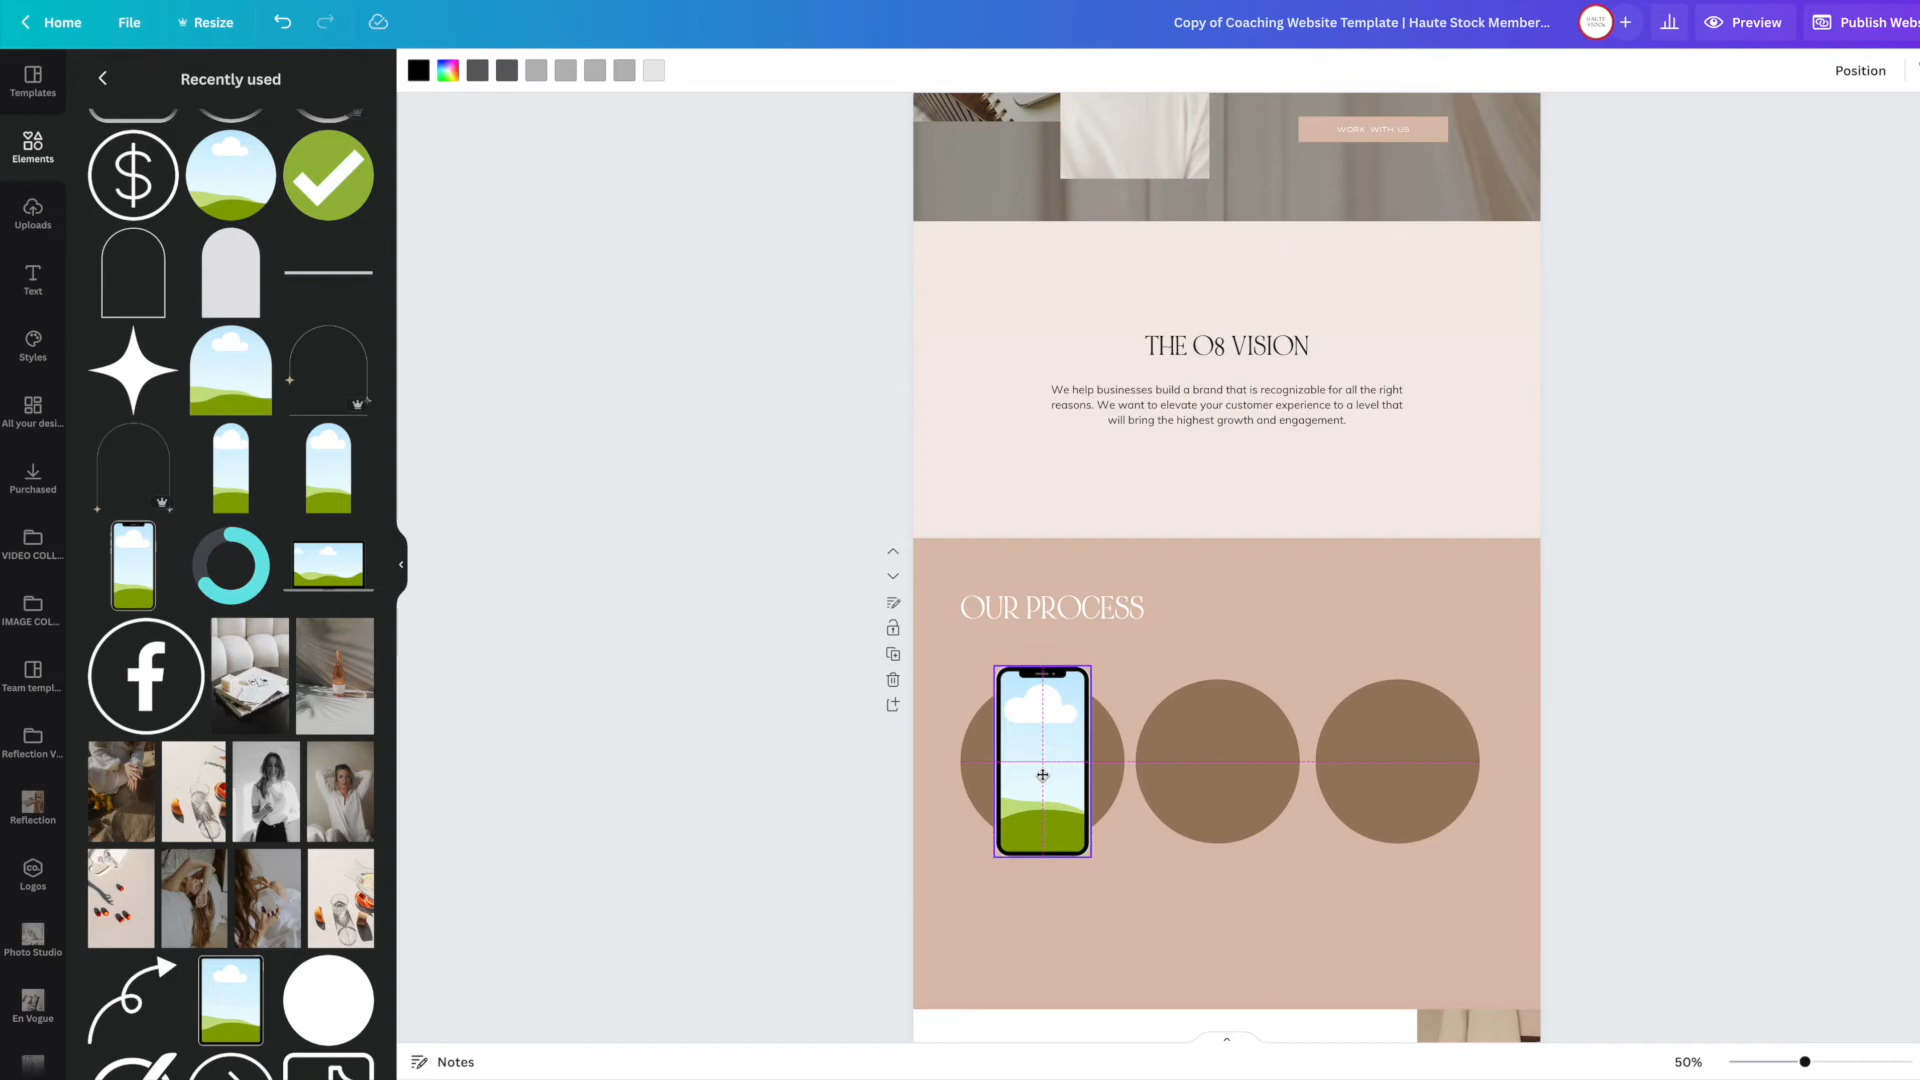 Home
File
Resize
Copy of Coaching Website Template | Haute Stock Member...
HAUTE
STOCK
Preview
Publish Webs
Templates
Elements
Uploads
Text
Styles
All your desi...
Purchased
VIDEO COLL...
IMAGE COL...
Team templ...
Reflection V...
Reflection
Logos
CO.
Photo Studio
En Vogue
Recently used
$
f
Position
WORK WITH US
THE 08 VISION
We help businesses build a brand that is recognizable for all the right
reasons. We want to elevate your customer experience to a level that
will bring the highest growth and engagement.
OUR PROCESS
Notes
50%